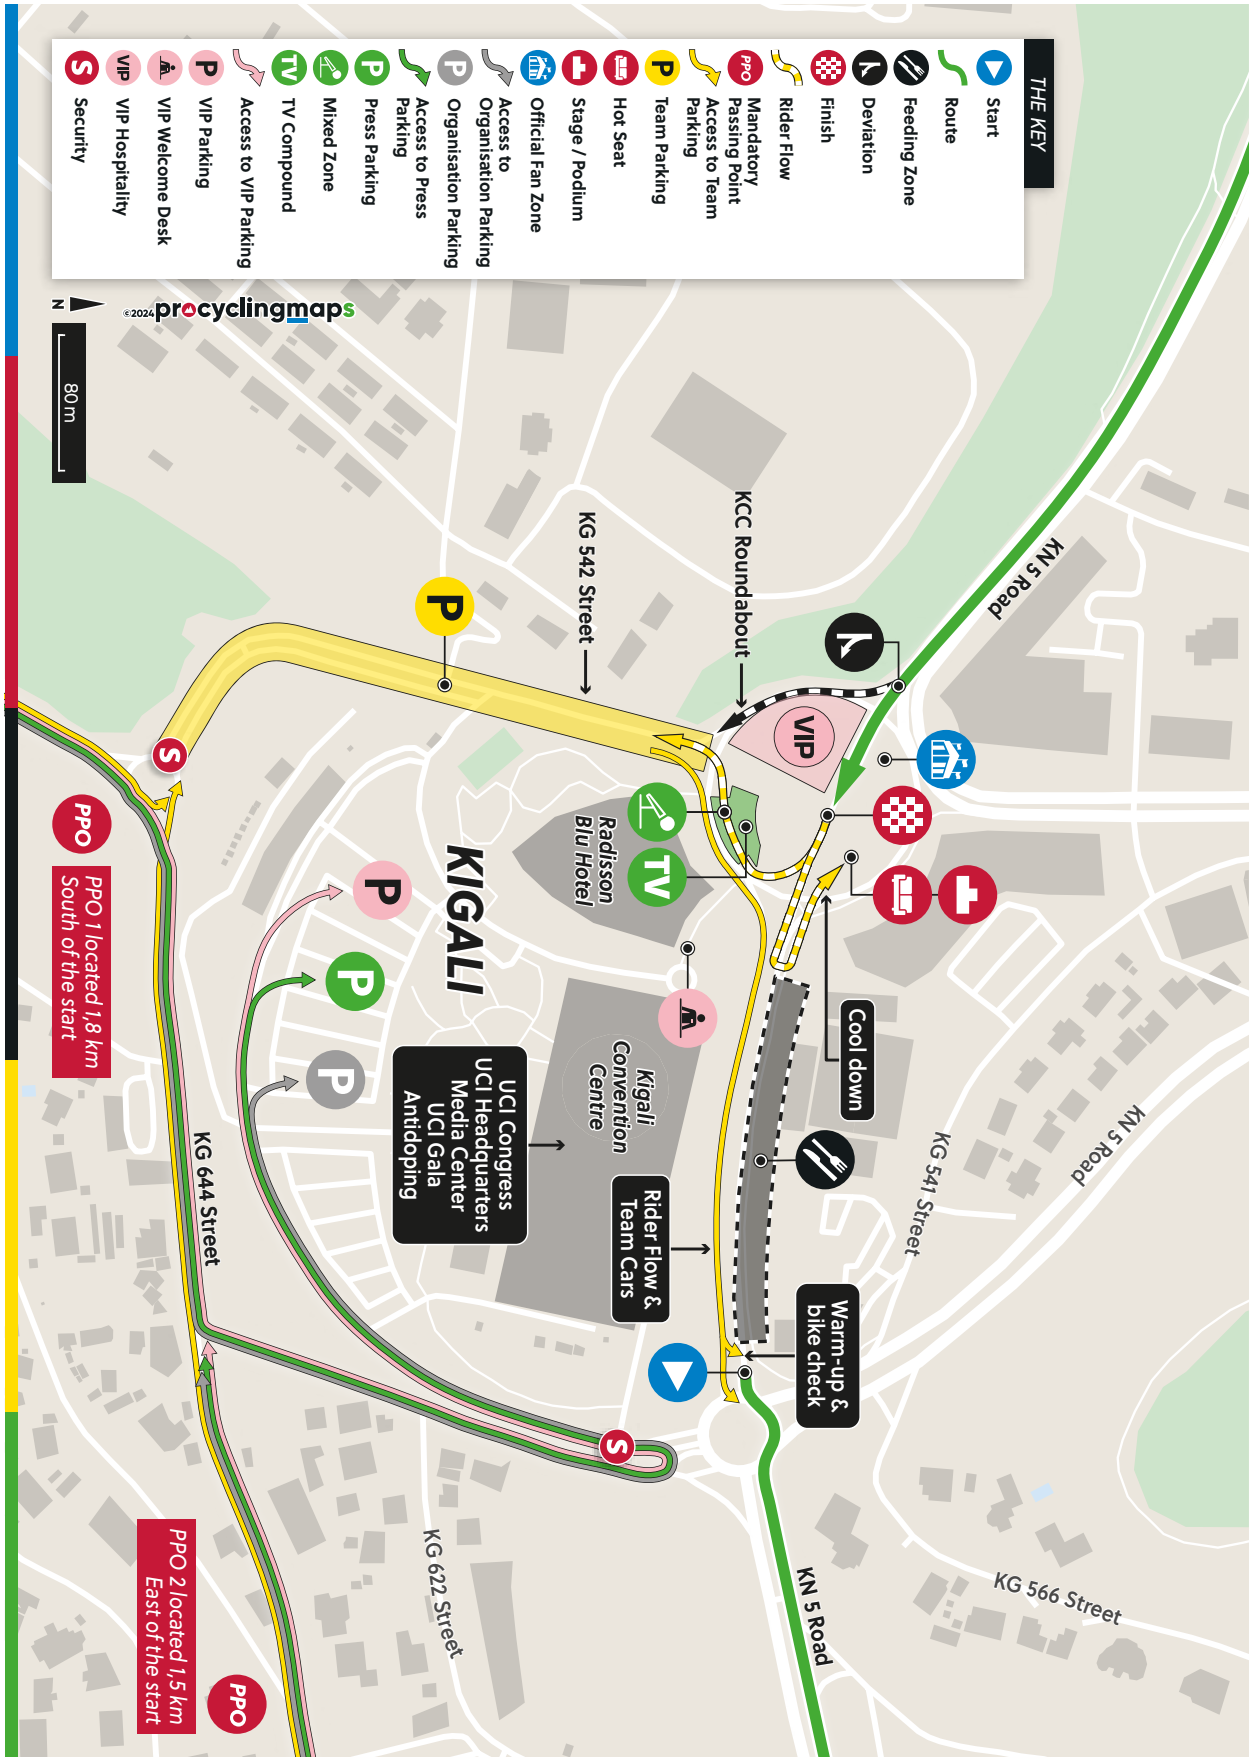 THE KEY
Start
Route
Feeding Zone
Deviation
Finish
Rider Flow
PPO
Mandatory
Passing Point
Access to Team
Parking
P
Team Parking
Hot Seat
Stage / Podium
Official Fan Zone
Access to
Organisation Parking
P
Organisation Parking
Access to Press
Parking
P
Press Parking
Mixed Zone
TV
TV Compound
Access to VIP Parking
P
VIP Parking
VIP Welcome Desk
VIP
VIP Hospitality
S
Security
©2024 procyclingmaps
N
80 m
KN 5 Road
KCC Roundabout
KG 542 Street
P
VIP
TV
Radisson
Blu Hotel
KIGALI
S
P
P
P
PPO
PPO 1 located 1,8 km
South of the start
Cool down
Kigali
Convention
Centre
UCI Congress
UCI Headquarters
Media Center
UCI Gala
Antidoping
KN 5 Road
KG 541 Street
Rider Flow &
Team Cars
Warm-up &
bike check
KG 644 Street
S
KG 622 Street
KG 566 Street
KN 5 Road
PPO 2 located 1,5 km
East of the start
PPO